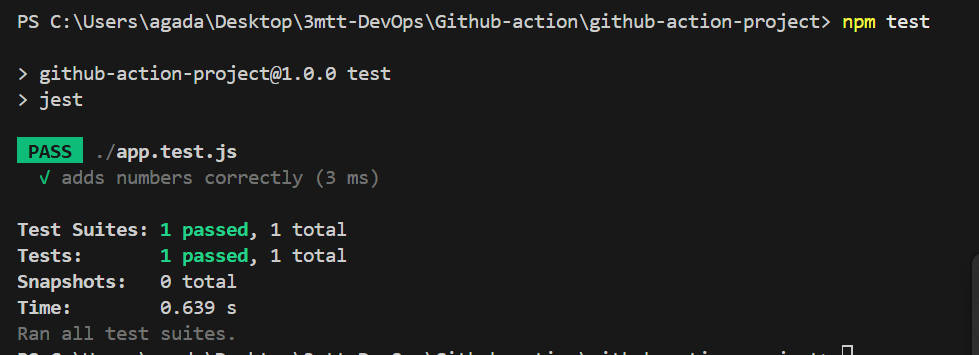 PS C:\Users\agada\Desktop\3mtt-DevOps\Github-action\github-action-project> npm test
> github-action-project@1.0.0 test
> jest
PASS ./app.test.js
√ adds numbers correctly (3 ms)
Test Suites: 1 passed, 1 total
Tests: 1 passed, 1 total
Snapshots: 0 total
Time: 0.639 s
Ran all test suites.